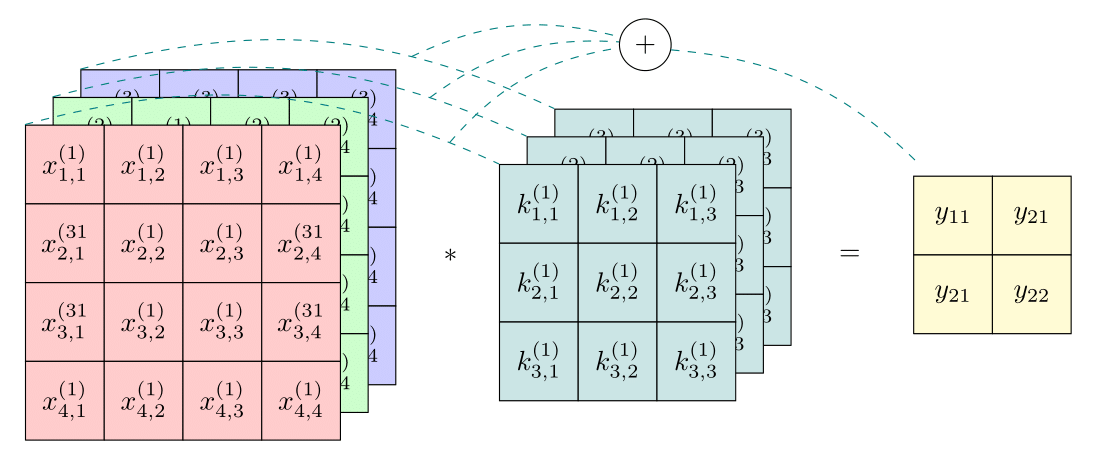 +
x_{1,1}^{(1)} x_{1,2}^{(1)} x_{1,3}^{(1)} x_{1,4}^{(1)}
x_{2,1}^{(31} x_{2,2}^{(1)} x_{2,3}^{(1)} x_{2,4}^{(31}
x_{3,1}^{(31} x_{3,2}^{(1)} x_{3,3}^{(1)} x_{3,4}^{(31}
x_{4,1}^{(1)} x_{4,2}^{(1)} x_{4,3}^{(1)} x_{4,4}^{(1)}
*
k_{1,1}^{(1)} k_{1,2}^{(1)} k_{1,3}^{(1)}
k_{2,1}^{(1)} k_{2,2}^{(1)} k_{2,3}^{(1)}
k_{3,1}^{(1)} k_{3,2}^{(1)} k_{3,3}^{(1)}
=
y_{11} y_{21}
y_{21} y_{22}